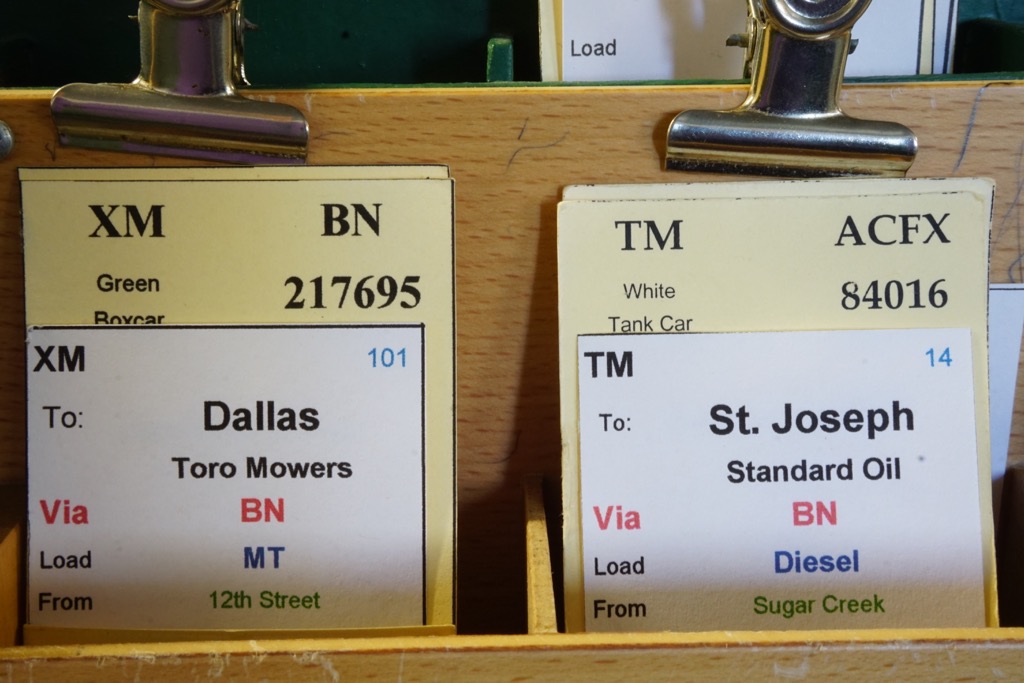 Load
XM BN
Green 217695
Boxcar
XM 101
To: Dallas
Toro Mowers
Via BN
Load MT
From 12th Street
TM ACFX
White 84016
Tank Car
TM 14
To: St. Joseph
Standard Oil
Via BN
Load Diesel
From Sugar Creek